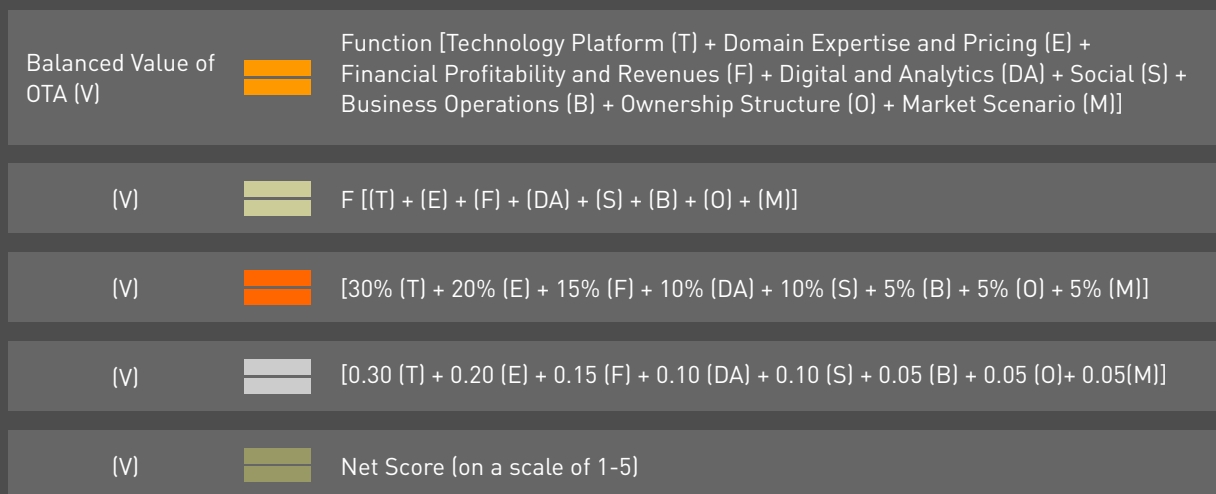 Balanced Value of
OTA (V)
Function [Technology Platform (T) + Domain Expertise and Pricing (E) +
Financial Profitability and Revenues (F) + Digital and Analytics (DA) + Social (S) +
Business Operations (B) + Ownership Structure (O) + Market Scenario (M)]
(V)
F [(T) + (E) + (F) + (DA) + (S) + (B) + (O) + (M)]
(V)
[30% (T) + 20% (E) + 15% (F) + 10% (DA) + 10% (S) + 5% (B) + 5% (O) + 5% (M)]
(V)
[0.30 (T) + 0.20 (E) + 0.15 (F) + 0.10 (DA) + 0.10 (S) + 0.05 (B) + 0.05 (O)+ 0.05(M)]
(V)
Net Score (on a scale of 1-5)